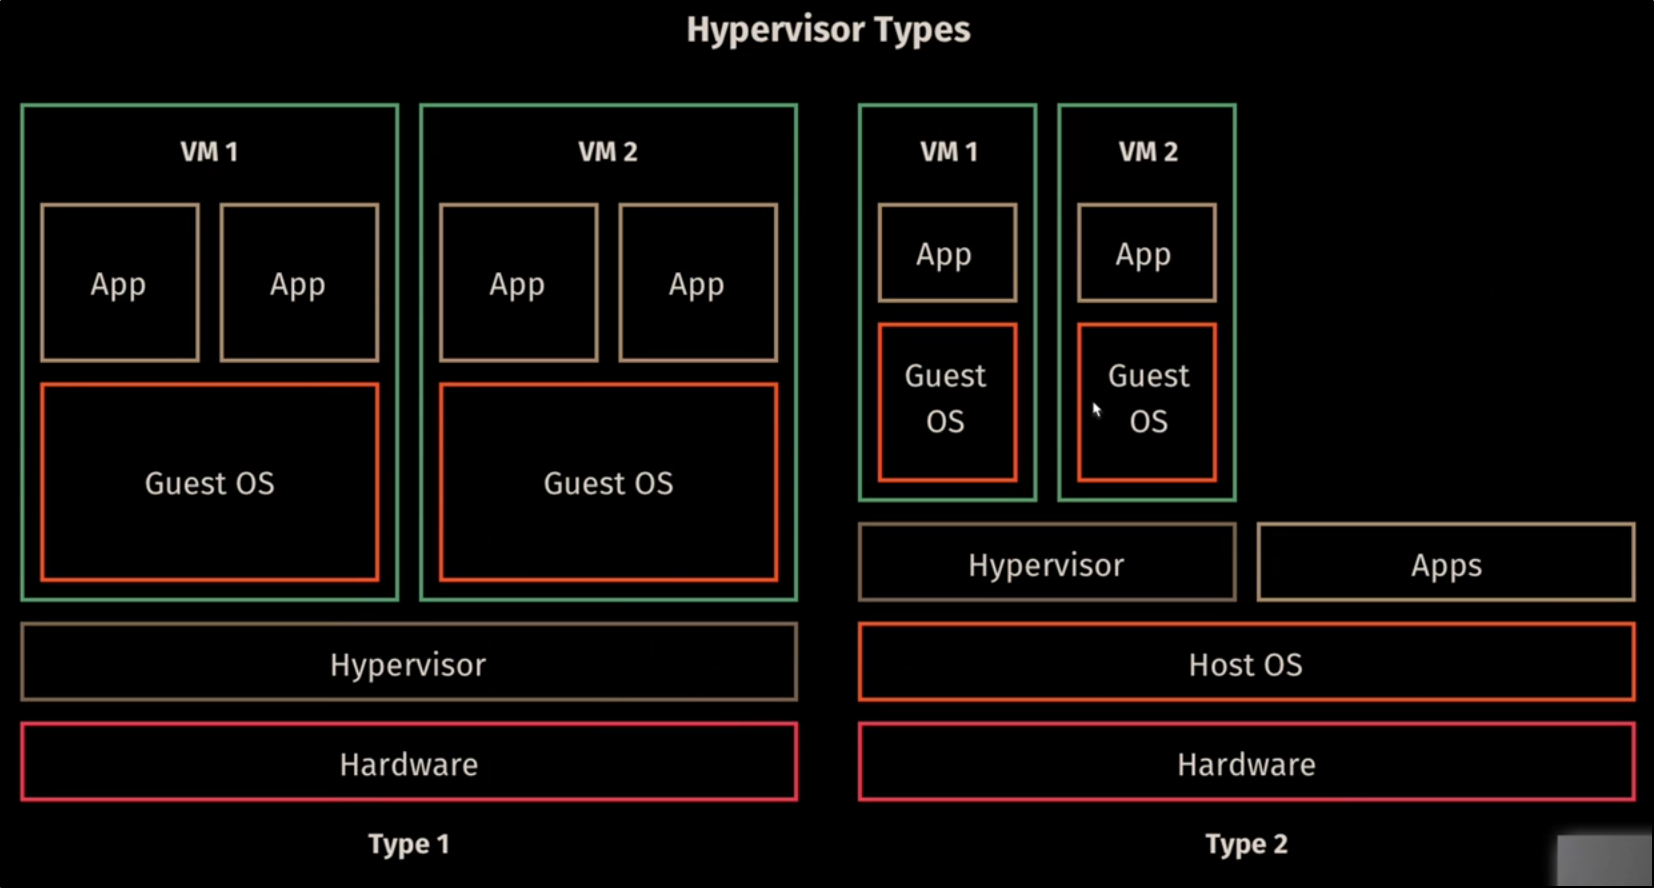 Hypervisor Types
VM 1
App
App
Guest OS
VM 2
App
App
Guest OS
Hypervisor
Hardware
Type 1
VM 1
App
Guest
OS
VM 2
App
Guest
OS
Hypervisor
Apps
Host OS
Hardware
Type 2